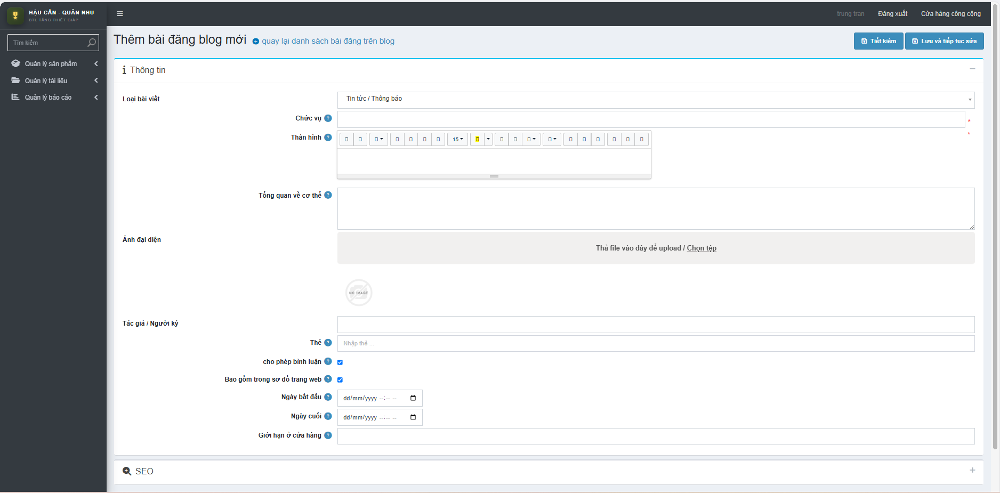 HẬU CẦN - QUÂN NHU
BTL TĂNG THIẾT GIÁP
trung tran
Đăng xuất
Cửa hàng công cộng
Tìm kiếm
Quản lý sản phẩm
Quản lý tài liệu
Quản lý báo cáo
Thêm bài đăng blog mới
quay lại danh sách bài đăng trên blog
Tiết kiệm
Lưu và tiếp tục sửa
Thông tin
Loại bài viết
Tin tức / Thông báo
Chức vụ ?
*
Thân hình ?
15
*
Tổng quan về cơ thể ?
Ảnh đại diện
Thả file vào đây để upload / Chọn tệp
NO IMAGE
Tác giả / Người ký
Thẻ ?
Nhập thẻ ...
cho phép bình luận ?
Bao gồm trong sơ đồ trang web ?
Ngày bắt đầu ?
dd/mm/yyyy --:-- --
Ngày cuối ?
dd/mm/yyyy --:-- --
Giới hạn ở cửa hàng ?
SEO